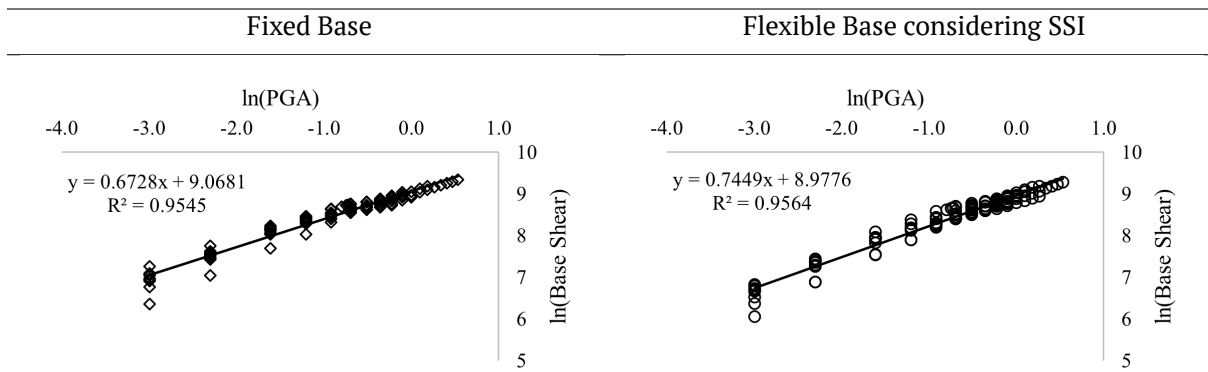 Fixed Base
Flexible Base considering SSI
ln(PGA)
-4.0 -3.0 -2.0 -1.0 0.0 1.0
10
9
8
7
6
5
ln(Base Shear)
y = 0.6728x + 9.0681
R² = 0.9545
ln(PGA)
-4.0 -3.0 -2.0 -1.0 0.0 1.0
10
9
8
7
6
5
ln(Base Shear)
y = 0.7449x + 8.9776
R² = 0.9564